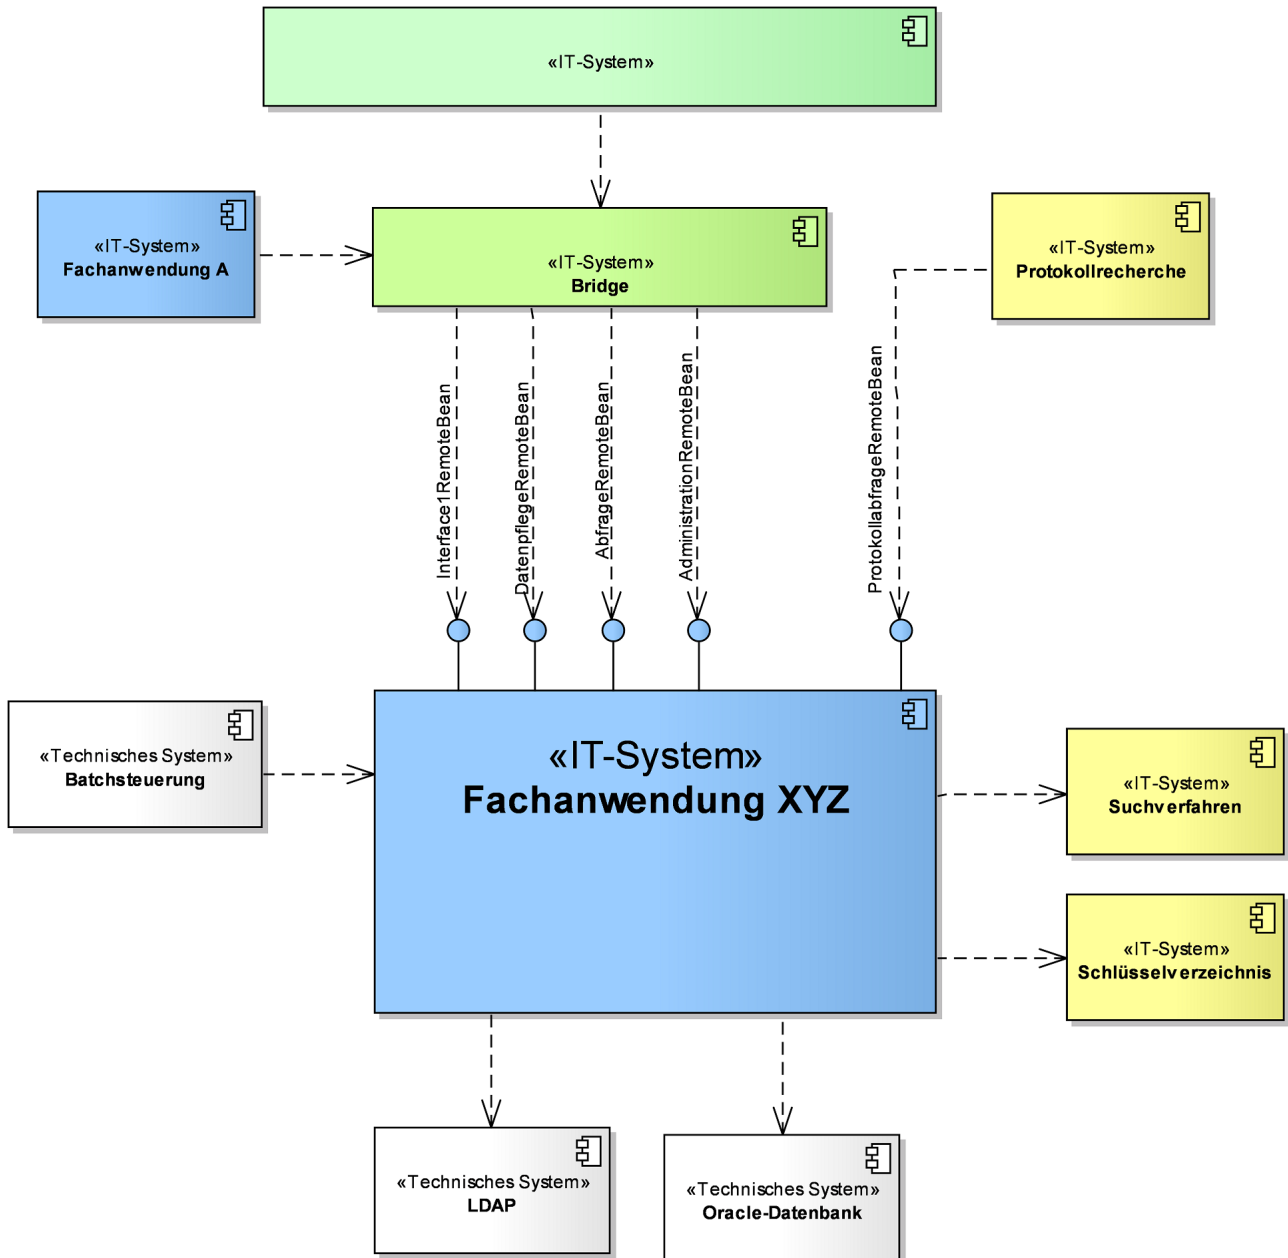 «IT-System»
«IT-System»
Fachanwendung A
«IT-System»
Bridge
«IT-System»
Protokollrecherche
Interface1RemoteBean
DatenpflegeRemoteBean
AbfrageRemoteBean
AdministrationRemoteBean
ProtokollabfrageRemoteBean
«Technisches System»
Batchsteuerung
«IT-System»
Fachanwendung XYZ
«IT-System»
Suchverfahren
«IT-System»
Schlüsselverzeichnis
«Technisches System»
LDAP
«Technisches System»
Oracle-Datenbank